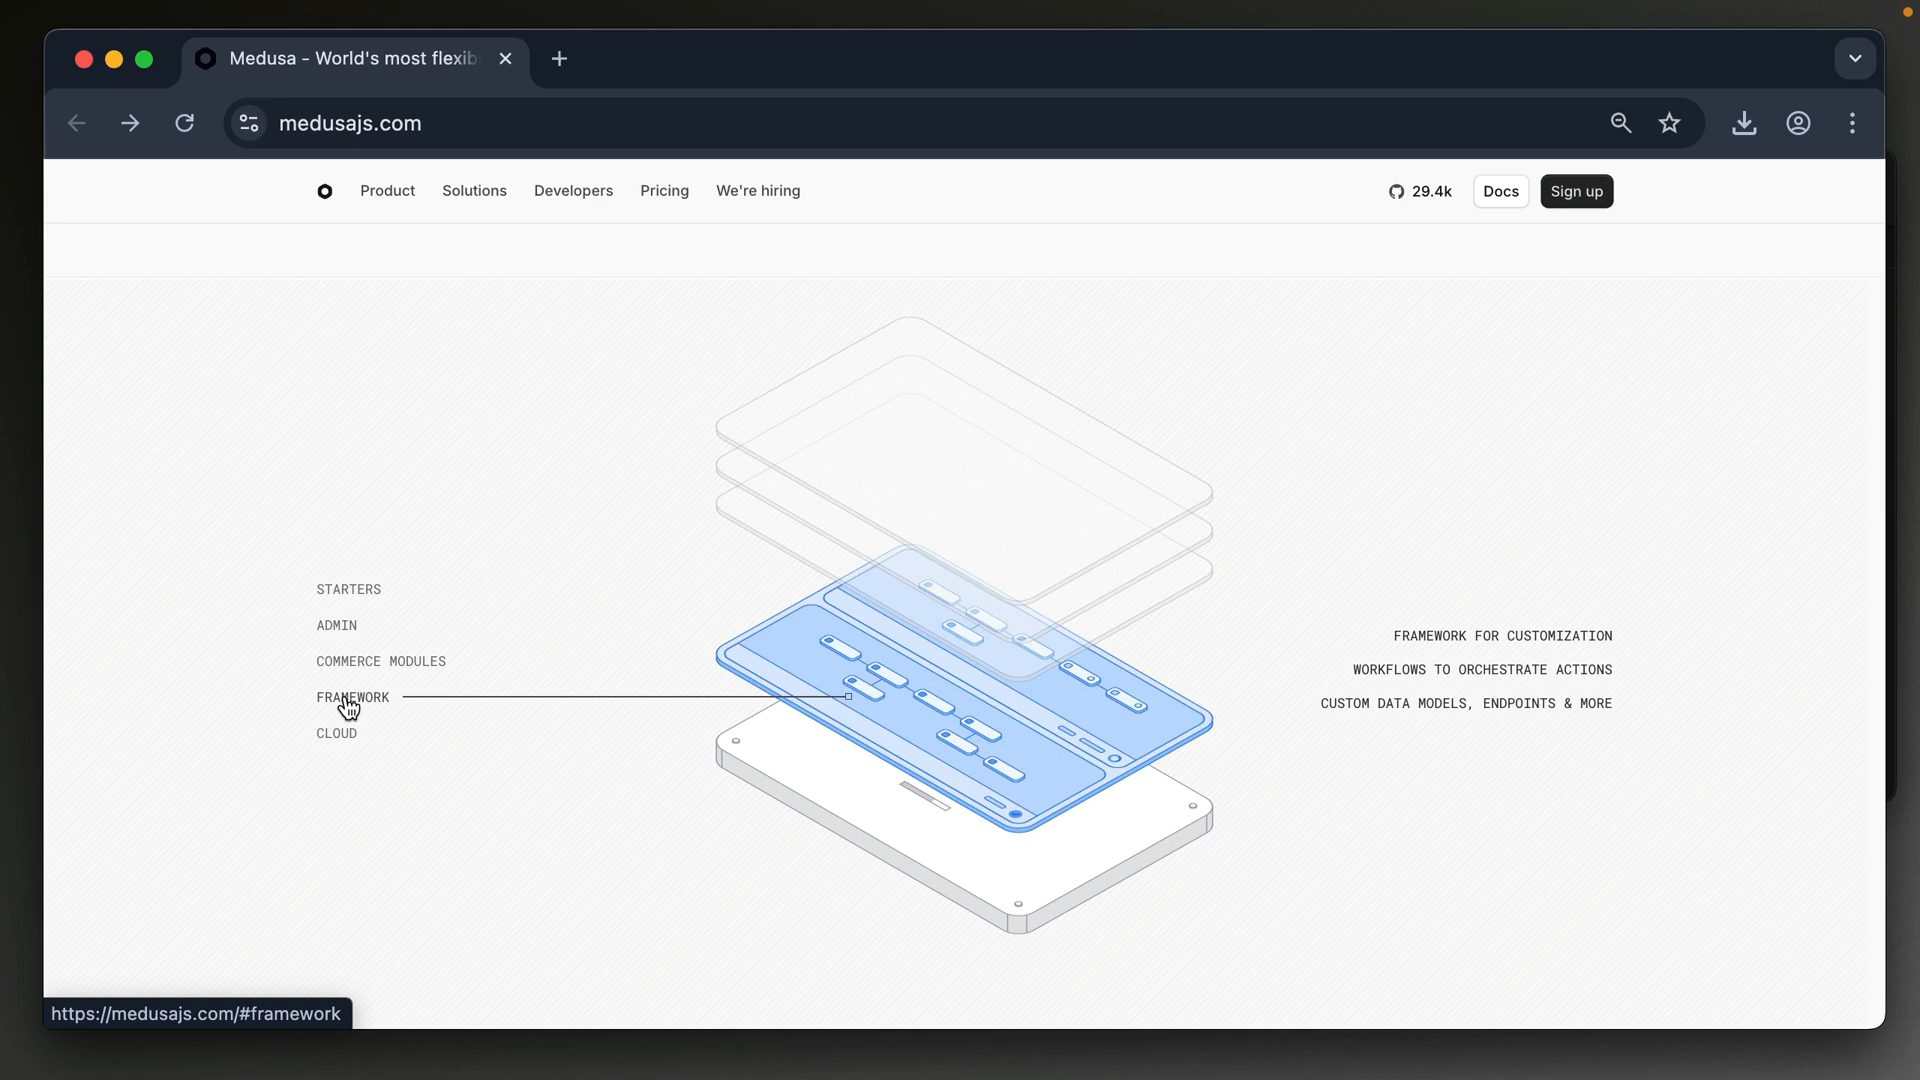 Medusa - World's most flexib
medusajs.com
Product Solutions Developers Pricing We're hiring 29.4k Docs Sign up
STARTERS
ADMIN
COMMERCE MODULES
FRAMEWORK
CLOUD
FRAMEWORK FOR CUSTOMIZATION
WORKFLOWS TO ORCHESTRATE ACTIONS
CUSTOM DATA MODELS, ENDPOINTS & MORE
https://medusajs.com/#framework